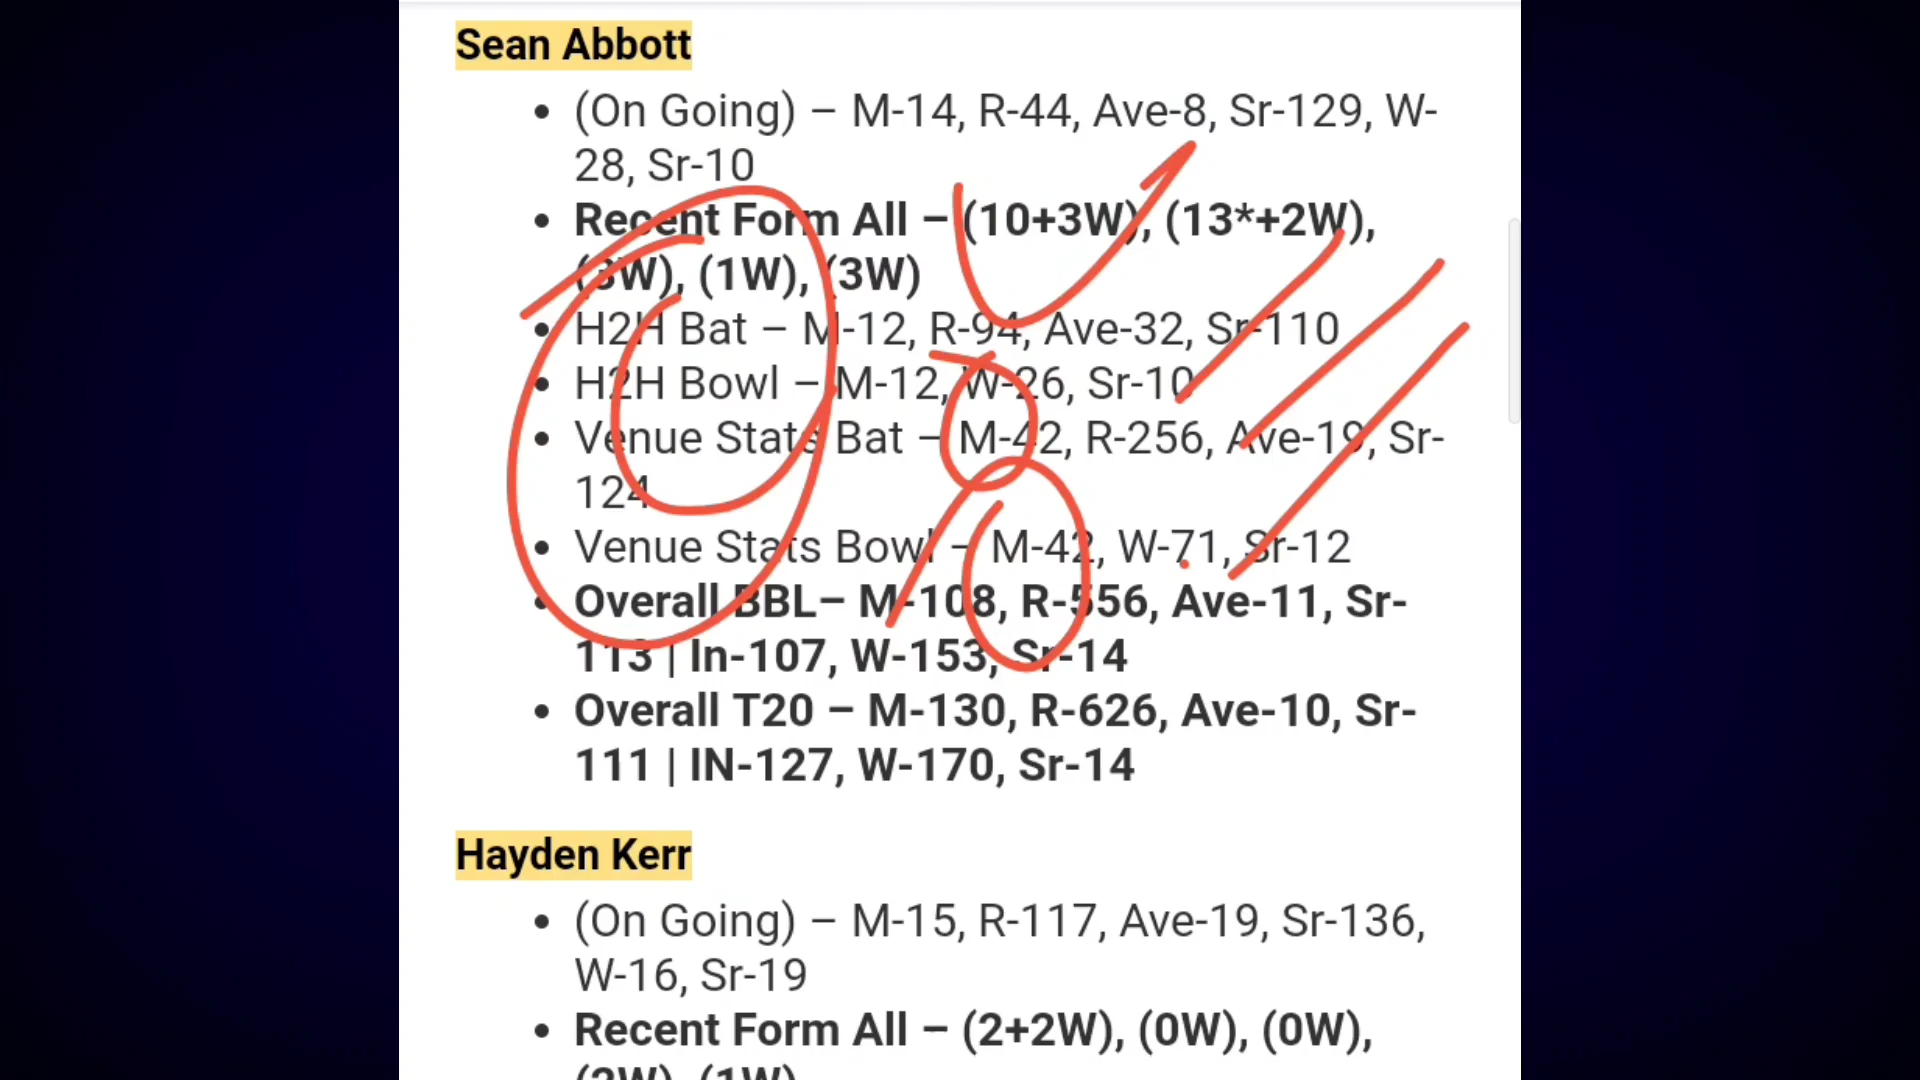 Sean Abbott
(On Going) – M-14, R-44, Ave-8, Sr-129, W-
28, Sr-10
Recent Form All – (10+3W), (13*+2W),
(3W), (1W), (3W)
H2H Bat – M-12, R-94, Ave-32, Sr-110
H2H Bowl – M-12, W-26, Sr-10
Venue Stats Bat – M-42, R-256, Ave-19, Sr-
124
Venue Stats Bowl – M-42, W-71, Sr-12
Overall BBL– M-108, R-556, Ave-11, Sr-
113 | In-107, W-153, Sr-14
Overall T20 – M-130, R-626, Ave-10, Sr-
111 | IN-127, W-170, Sr-14
Hayden Kerr
(On Going) – M-15, R-117, Ave-19, Sr-136,
W-16, Sr-19
Recent Form All – (2+2W), (0W), (0W),
(1W)